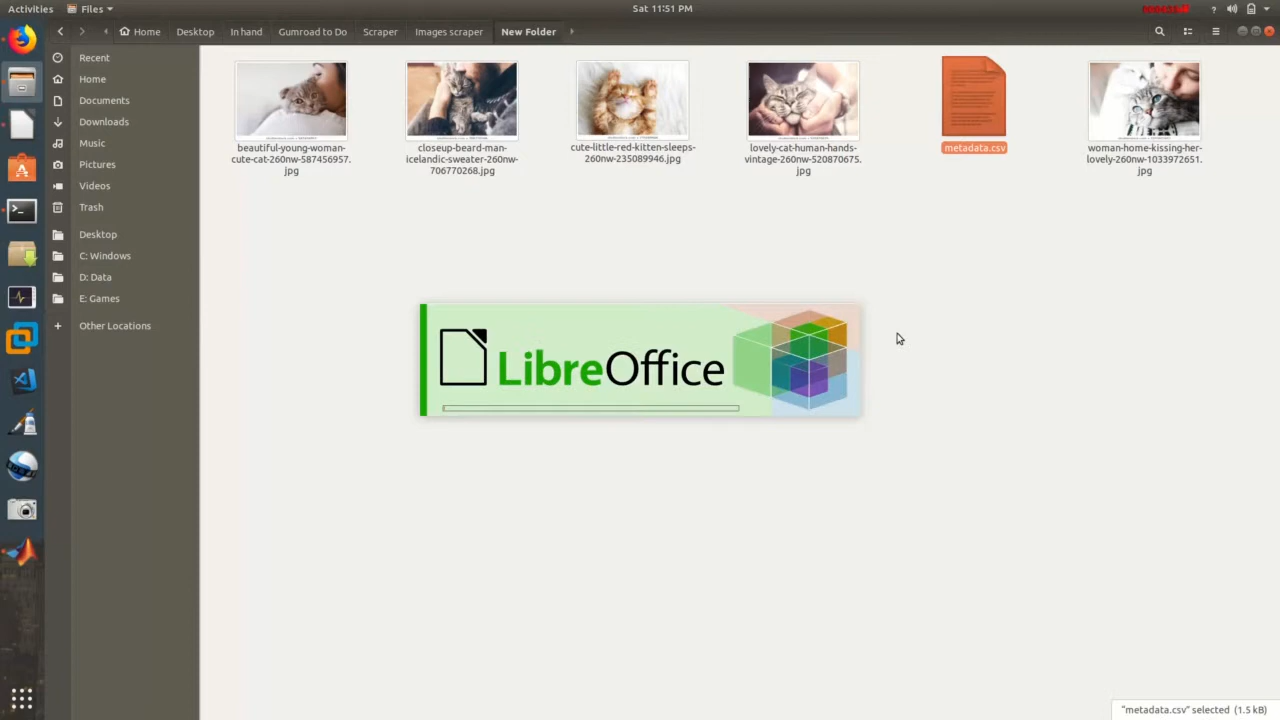 Activities
Files
Sat 11:51 PM
?
Home
Desktop
In hand
Gumroad to Do
Scraper
Images scraper
New Folder
Recent
Home
Documents
Downloads
Music
Pictures
Videos
Trash
Desktop
C: Windows
D: Data
E: Games
+ Other Locations
beautiful-young-woman-
cute-cat-260nw-587456957.
jpg
closeup-beard-man-
icelandic-sweater-260nw-
706770268.jpg
cute-little-red-kitten-sleeps-
260nw-235089946.jpg
lovely-cat-human-hands-
vintage-260nw-520870675.
jpg
metadata.csv
woman-home-kissing-her-
lovely-260nw-1033972651.
jpg
LibreOffice
"metadata.csv" selected (1.5 kB)